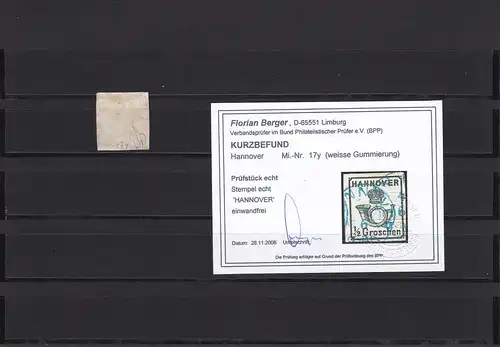 Florian Berger, D-65551 Limburg
Verbandsprüfer im Bund Philatelistischer Prüfer e.V. (BPP)
KURZBEFUND
Hannover Mi.-Nr. 17y (weisse Gummierung)
Prüfstück echt
Stempel echt
"HANNOVER"
einwandfrei
Datum: 28.11.2008 Unterschrift:
HANNOVER
½ Groschen
Die Prüfung erfolgte auf Grund der Prüfordnung des BPP.